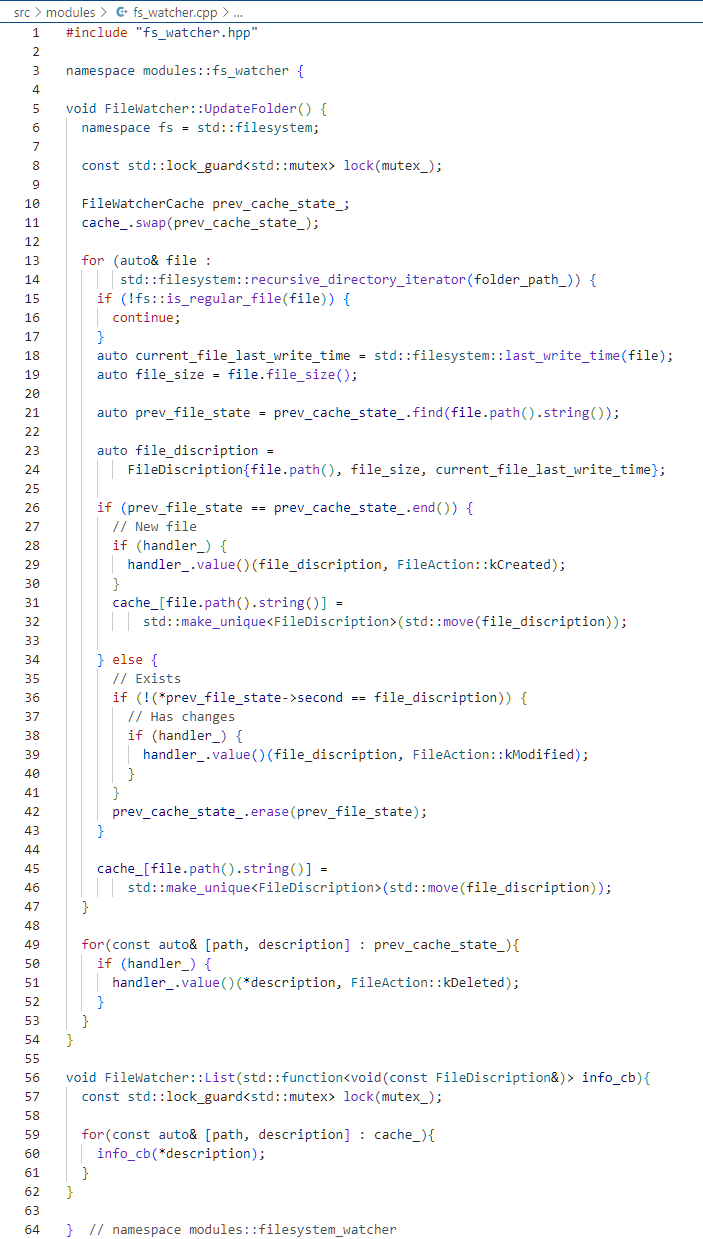 src > modules > fs_watcher.cpp > ...
1 #include "fs_watcher.hpp"
2
3 namespace modules::fs_watcher {
4
5 void FileWatcher::UpdateFolder() {
6   namespace fs = std::filesystem;
7
8   const std::lock_guard<std::mutex> lock(mutex_);
9
10   FileWatcherCache prev_cache_state_;
11   cache_.swap(prev_cache_state_);
12
13   for (auto& file :
14        std::filesystem::recursive_directory_iterator(folder_path_)) {
15     if (!fs::is_regular_file(file)) {
16       continue;
17     }
18     auto current_file_last_write_time = std::filesystem::last_write_time(file);
19     auto file_size = file.file_size();
20
21     auto prev_file_state = prev_cache_state_.find(file.path().string());
22
23     auto file_discription =
24         FileDiscription{file.path(), file_size, current_file_last_write_time};
25
26     if (prev_file_state == prev_cache_state_.end()) {
27       // New file
28       if (handler_) {
29         handler_.value()(file_discription, FileAction::kCreated);
30       }
31       cache_[file.path().string()] =
32           std::make_unique<FileDiscription>(std::move(file_discription));
33
34     } else {
35       // Exists
36       if (!(*prev_file_state->second == file_discription)) {
37         // Has changes
38         if (handler_) {
39           handler_.value()(file_discription, FileAction::kModified);
40         }
41       }
42       prev_cache_state_.erase(prev_file_state);
43     }
44
45     cache_[file.path().string()] =
46         std::make_unique<FileDiscription>(std::move(file_discription));
47   }
48
49   for(const auto& [path, description] : prev_cache_state_){
50     if (handler_) {
51       handler_.value()(*description, FileAction::kDeleted);
52     }
53   }
54 }
55
56 void FileWatcher::List(std::function<void(const FileDiscription&)> info_cb){
57   const std::lock_guard<std::mutex> lock(mutex_);
58
59   for(const auto& [path, description] : cache_){
60     info_cb(*description);
61   }
62 }
63
64 }  // namespace modules::filesystem_watcher